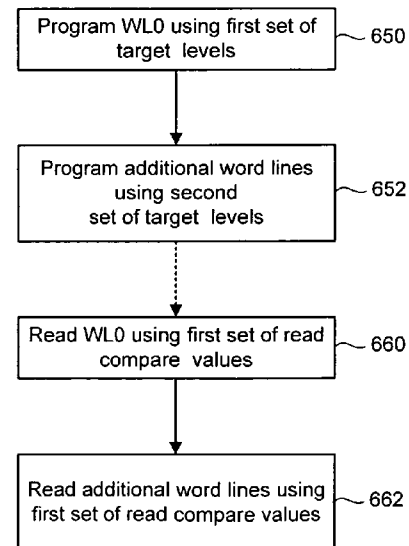 Program WL0 using first set of
target levels
650
Program additional word lines
using second
set of target levels
652
Read WL0 using first set of read
compare values
660
Read additional word lines using
first set of read compare values
662